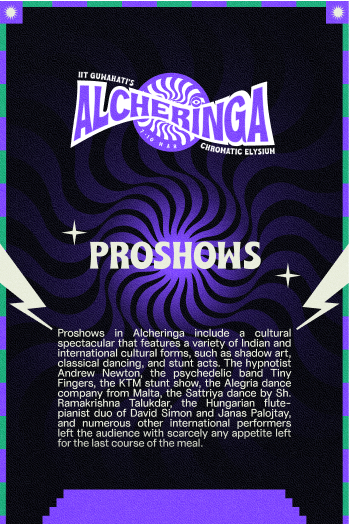 IIT GUWAHATI'S
ALCHERINGA
7-10 MAR
CHROMATIC ELYSIUM
PROSHOWS
Proshows in Alcheringa include a cultural
spectacular that features a variety of Indian and
international cultural forms, such as shadow art,
classical dancing, and stunt acts. The hypnotist
Andrew Newton, the psychedelic band Tiny
Fingers, the KTM stunt show, the Alegria dance
company from Malta, the Sattriya dance by Sh.
Ramakrishna Talukdar, the Hungarian flute-
pianist duo of David Simon and Janas Palojtay,
and numerous other international performers
left the audience with scarcely any appetite left
for the last course of the meal.